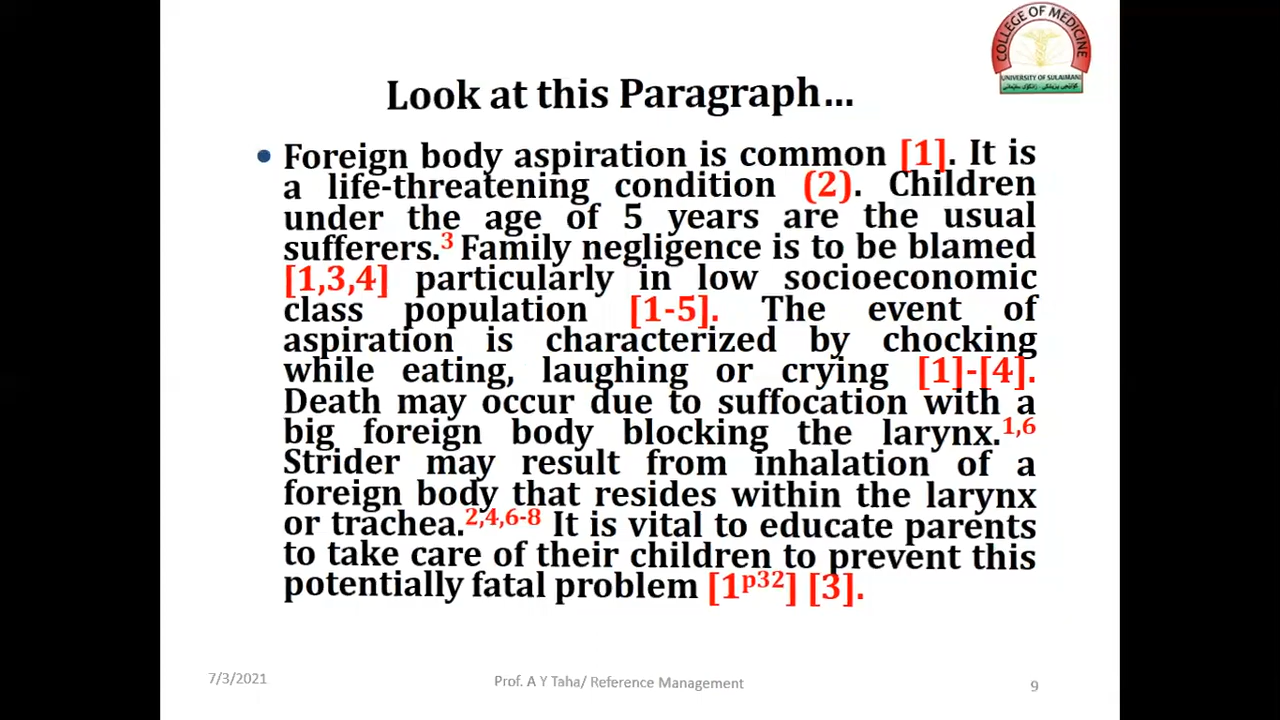 COLLEGE OF MEDICINE
UNIVERSITY OF SULAIMANI
Look at this Paragraph...
• Foreign body aspiration is common [1]. It is
a life-threatening condition (2). Children
under the age of 5 years are the usual
sufferers.3 Family negligence is to be blamed
[1,3,4] particularly in low socioeconomic
class population [1-5]. The event of
aspiration is characterized by chocking
while eating, laughing or crying [1]-[4].
Death may occur due to suffocation with a
big foreign body blocking the larynx.1,6
Strider may result from inhalation of a
foreign body that resides within the larynx
or trachea.2,4,6-8 It is vital to educate parents
to take care of their children to prevent this
potentially fatal problem [1p32] [3].
7/3/2021
Prof. A Y Taha/ Reference Management
9